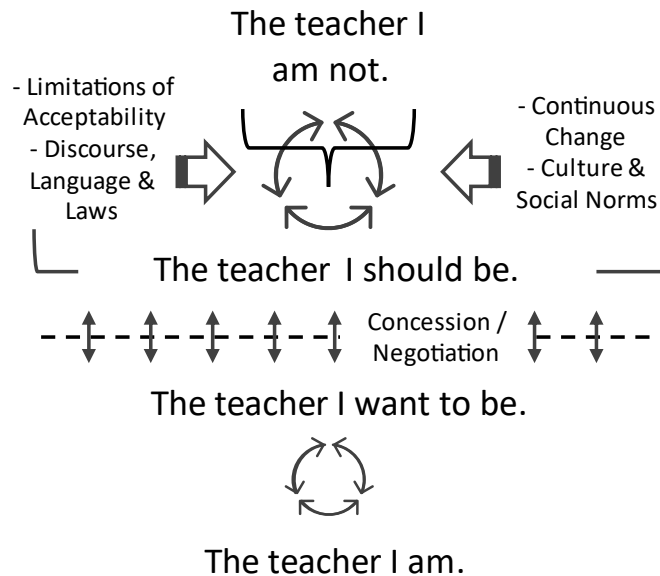 The teacher I
am not.
- Limitations of
Acceptability
- Discourse,
Language &
Laws
- Continuous
Change
- Culture &
Social Norms
The teacher I should be.
Concession /
Negotiation
The teacher I want to be.
The teacher I am.